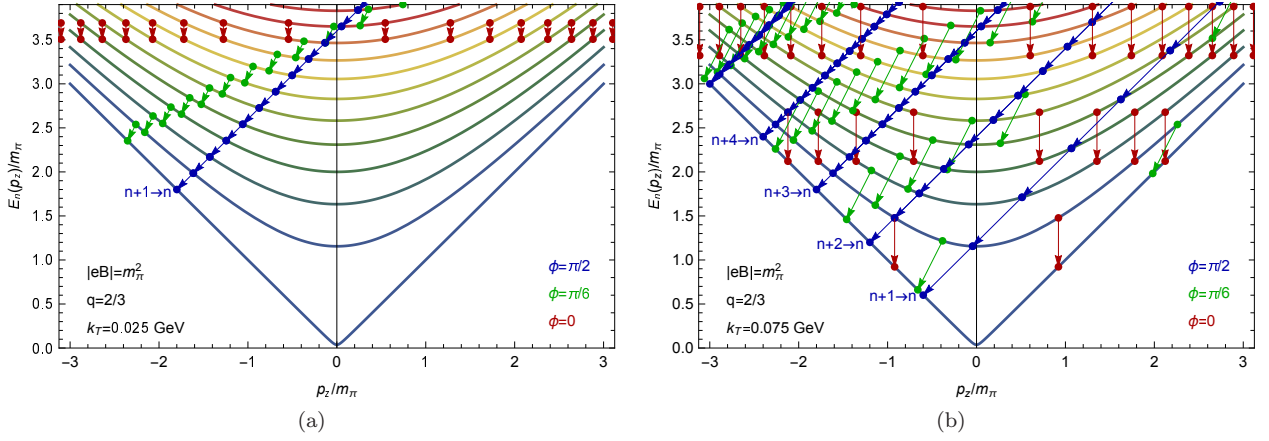 3.5
3.0
2.5
2.0
1.5
1.0
0.5
0.0
E_n(p_z)/m_π
n+1→n
|eB|=m_π^2
q=2/3
k_T=0.025 GeV
ϕ=π/2
ϕ=π/6
ϕ=0
−3 −2 −1 0 1 2 3
p_z/m_π
(a)
3.5
3.0
2.5
2.0
1.5
1.0
0.5
0.0
E_n(p_z)/m_π
n+4→n
n+3→n
n+2→n
n+1→n
|eB|=m_π^2
q=2/3
k_T=0.075 GeV
ϕ=π/2
ϕ=π/6
ϕ=0
−3 −2 −1 0 1 2 3
p_z/m_π
(b)